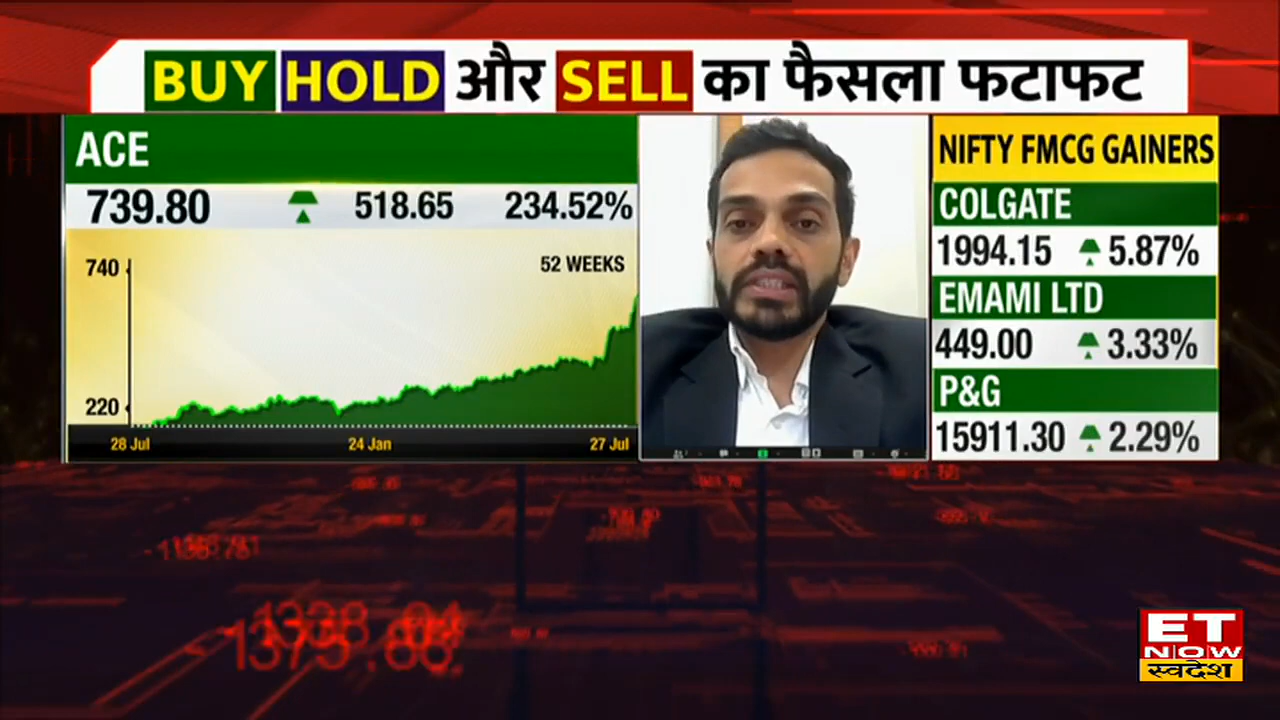 BUY HOLD और SELL का फैसला फटाफट
ACE
739.80 518.65 234.52%
52 WEEKS
740
220
28 Jul 24 Jan 27 Jul
NIFTY FMCG GAINERS
COLGATE
1994.15 5.87%
EMAMI LTD
449.00 3.33%
P&G
15911.30 2.29%
ET
NOW
स्वदेश